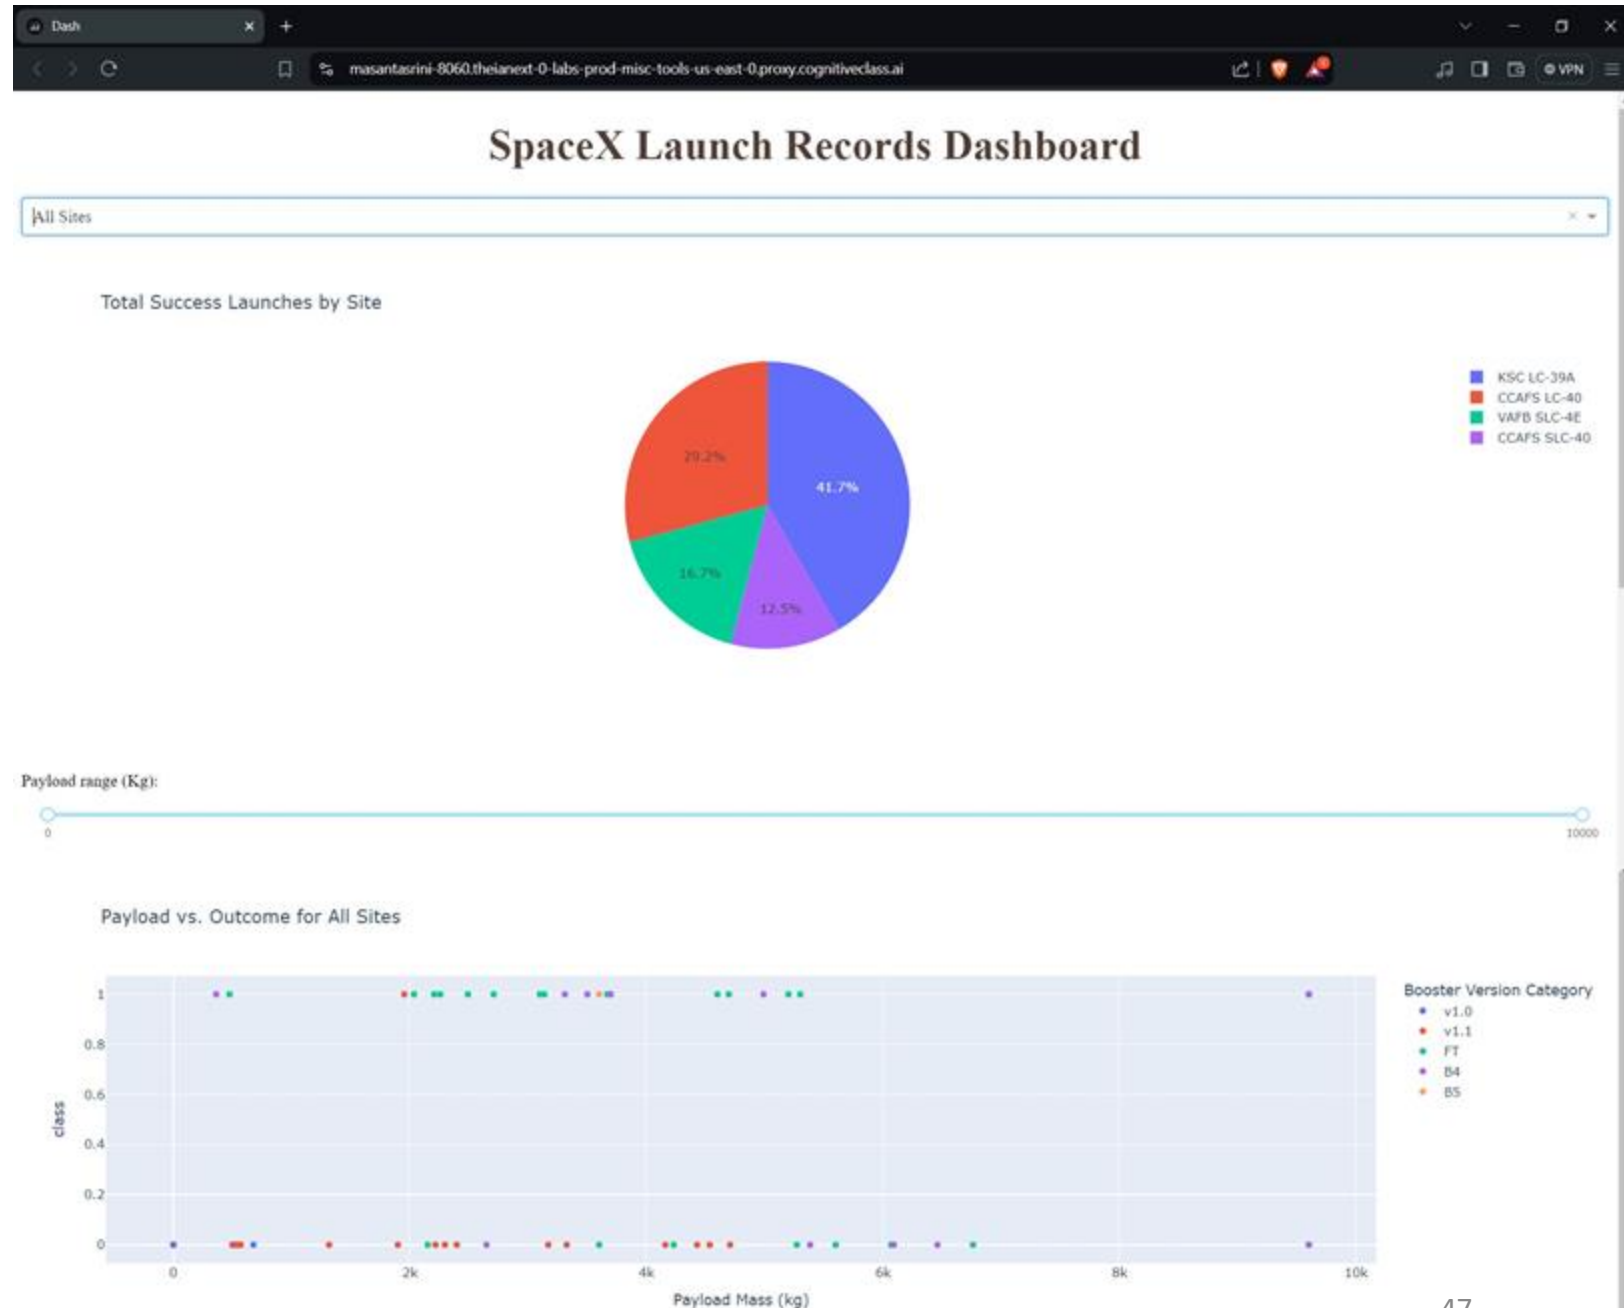 Dash
masantasrini-8060.theianext-0-labs-prod-misc-tools-us-east-0.proxy.cognitiveclass.ai
VPN
SpaceX Launch Records Dashboard
All Sites
Total Success Launches by Site
KSC LC-39A
CCAFS LC-40
VAFB SLC-4E
CCAFS SLC-40
29.2%
41.7%
16.7%
12.5%
Payload range (Kg):
0
10000
Payload vs. Outcome for All Sites
Booster Version Category
v1.0
v1.1
FT
B4
B5
class
1
0.8
0.6
0.4
0.2
0
0 2k 4k 6k 8k 10k
Payload Mass (kg)
47